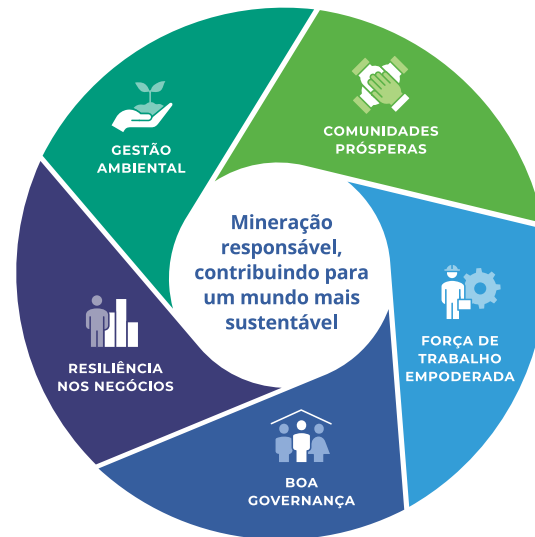 GESTÃO
AMBIENTAL
COMUNIDADES
PRÓSPERAS
Mineração
responsável,
contribuindo para
um mundo mais
sustentável
FORÇA DE
TRABALHO
EMPODERADA
RESILIÊNCIA
NOS NEGÓCIOS
BOA
GOVERNANÇA